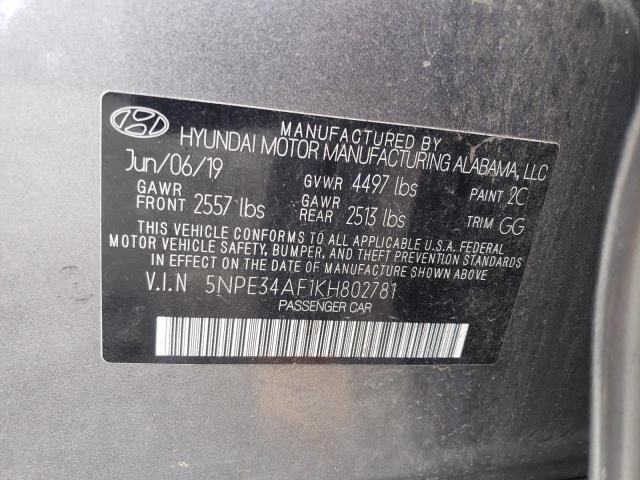 MANUFACTURED BY
HYUNDAI MOTOR MANUFACTURING ALABAMA, LLC
Jun/06/19 GVWR 4497 lbs PAINT 2C
GAWR FRONT 2557 lbs GAWR REAR 2513 lbs TRIM GG
THIS VEHICLE CONFORMS TO ALL APPLICABLE U.S.A. FEDERAL
MOTOR VEHICLE SAFETY, BUMPER, AND THEFT PREVENTION STANDARDS
IN EFFECT ON THE DATE OF MANUFACTURE SHOWN ABOVE.
V.I.N 5NPE34AF1KH802781
PASSENGER CAR